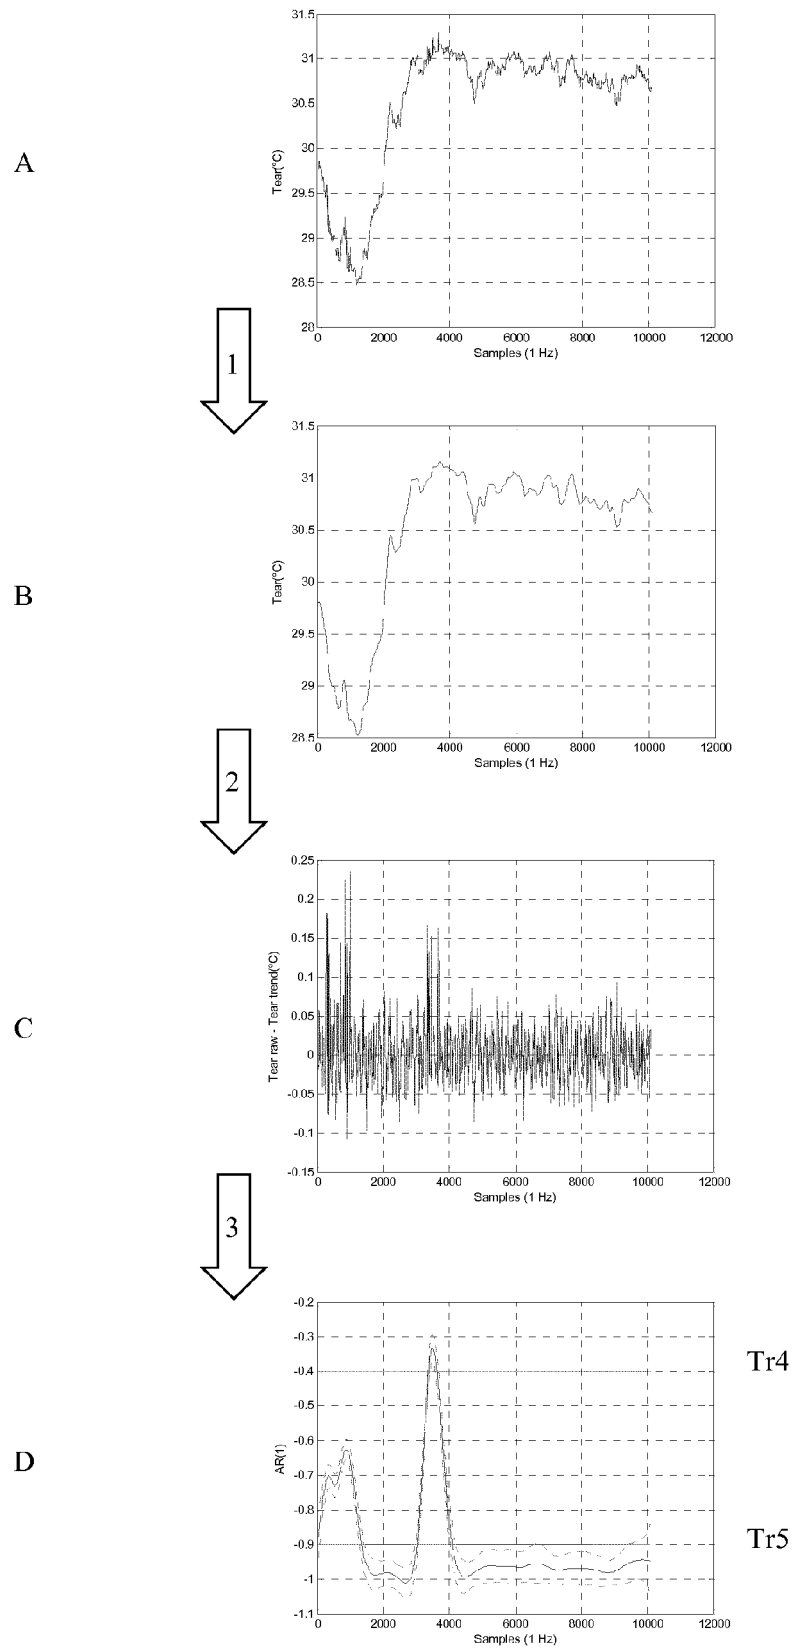 A
Tear(°C)
31.5
31
30.5
30
29.5
29
28.5
28
0 2000 4000 6000 8000 10000 12000
Samples (1 Hz)
1
B
Tear(°C)
31.5
31
30.5
30
29.5
29
28.5
0 2000 4000 6000 8000 10000 12000
Samples (1 Hz)
2
C
Tear raw - Tear trend(°C)
0.25
0.2
0.15
0.1
0.05
0
-0.05
-0.1
-0.15
0 2000 4000 6000 8000 10000 12000
Samples (1 Hz)
3
D
AR(1)
-0.2
-0.3
-0.4
-0.5
-0.6
-0.7
-0.8
-0.9
-1
-1.1
0 2000 4000 6000 8000 10000 12000
Samples (1 Hz)
Tr4
Tr5